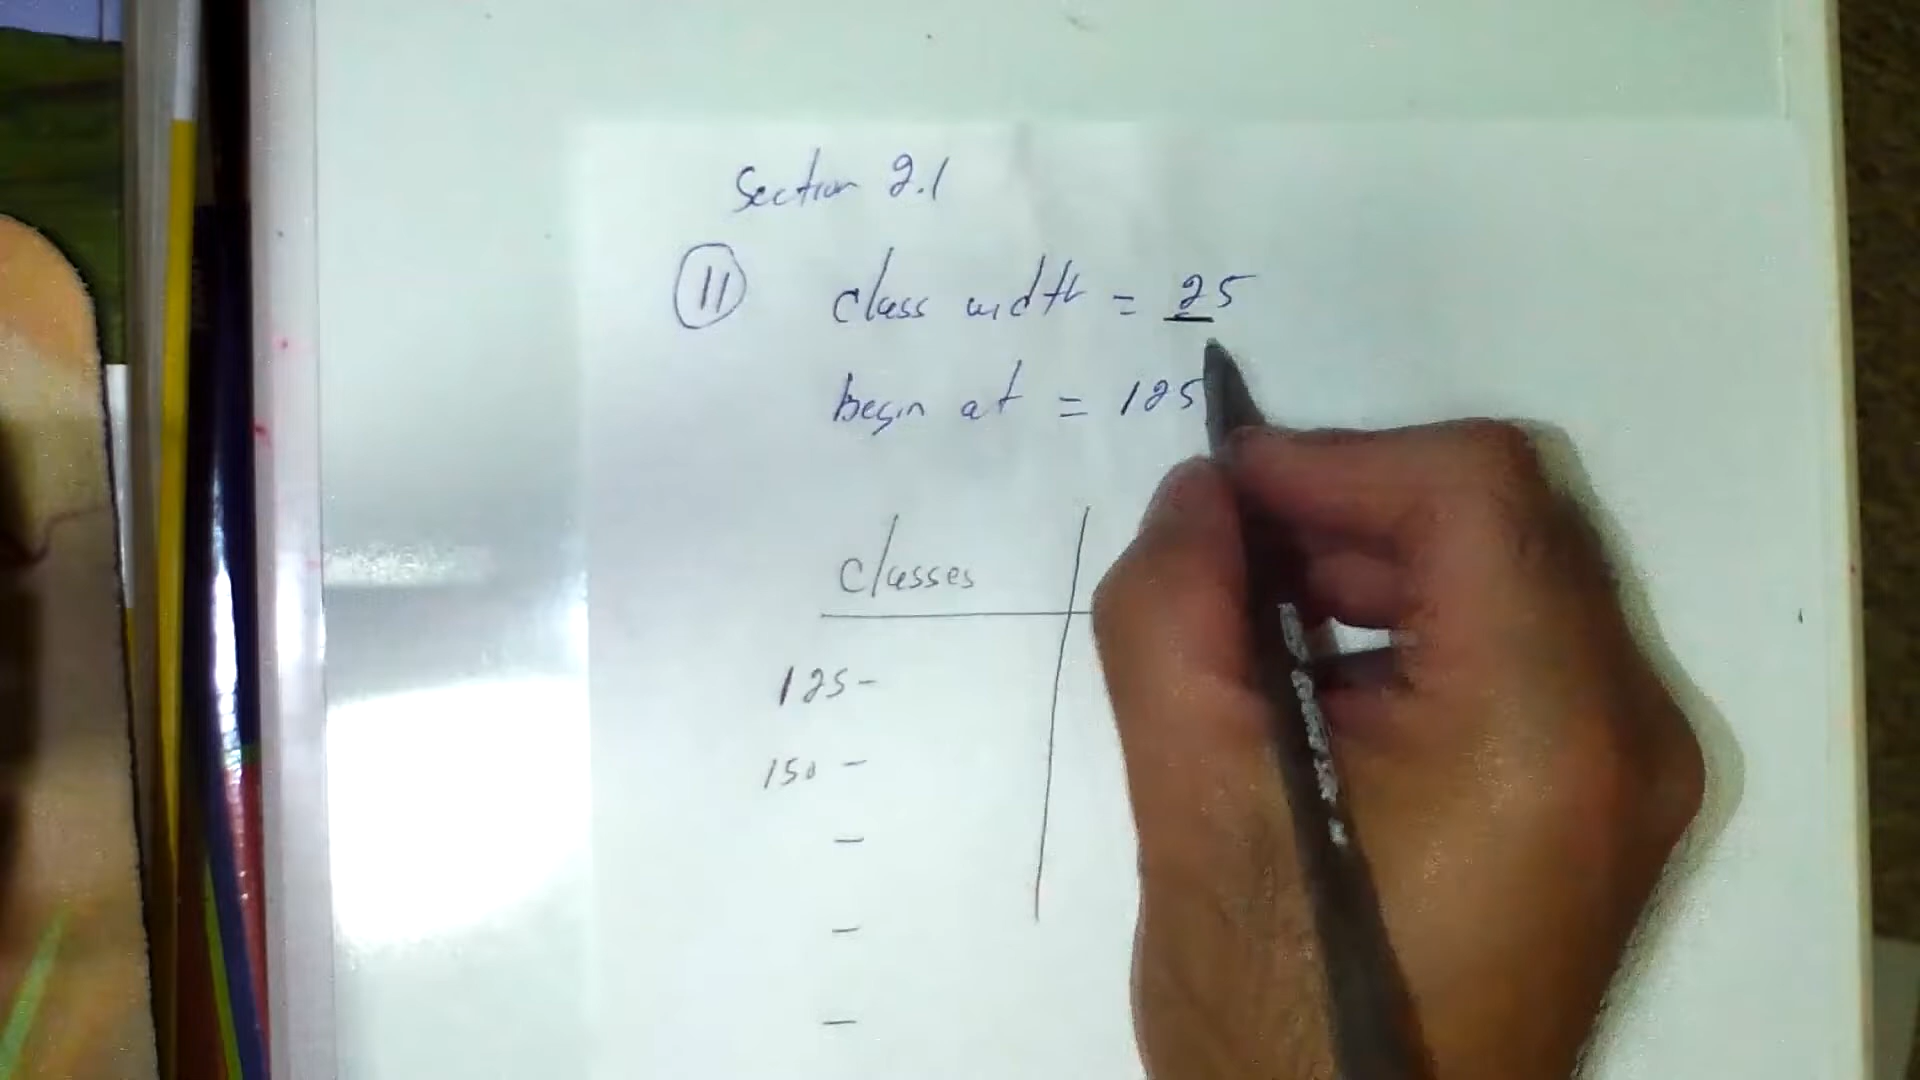 Section 2.1
11 class width = 25
begin at = 125
classes
125-
150 -
-
-
-